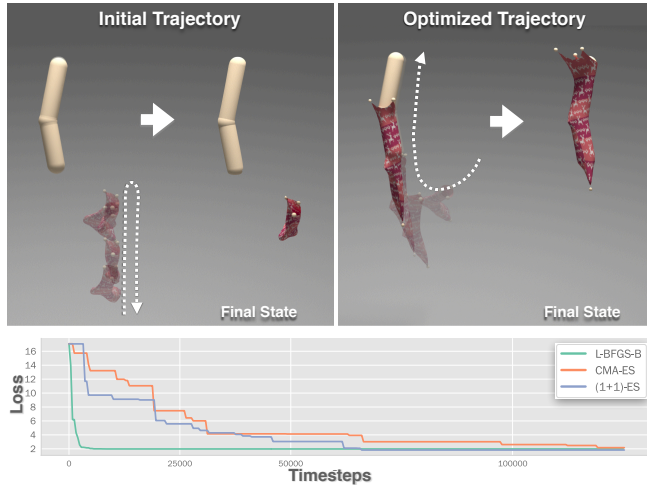 Initial Trajectory
Final State
Optimized Trajectory
Final State
Loss
16
14
12
10
8
6
4
2
0
25000
50000
100000
Timesteps
L-BFGS-B
CMA-ES
(1+1)-ES